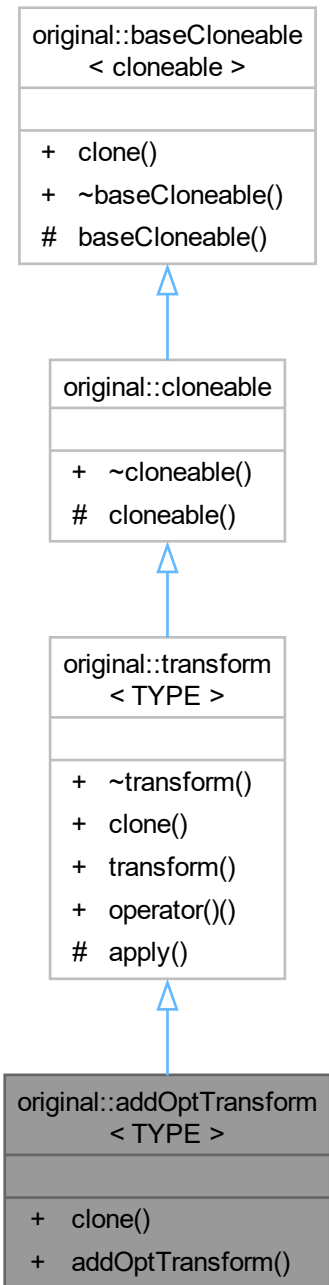 original::baseCloneable
< cloneable >
+ clone()
+ ~baseCloneable()
# baseCloneable()
original::cloneable
+ ~cloneable()
# cloneable()
original::transform
< TYPE >
+ ~transform()
+ clone()
+ transform()
+ operator()()
# apply()
original::addOptTransform
< TYPE >
+ clone()
+ addOptTransform()